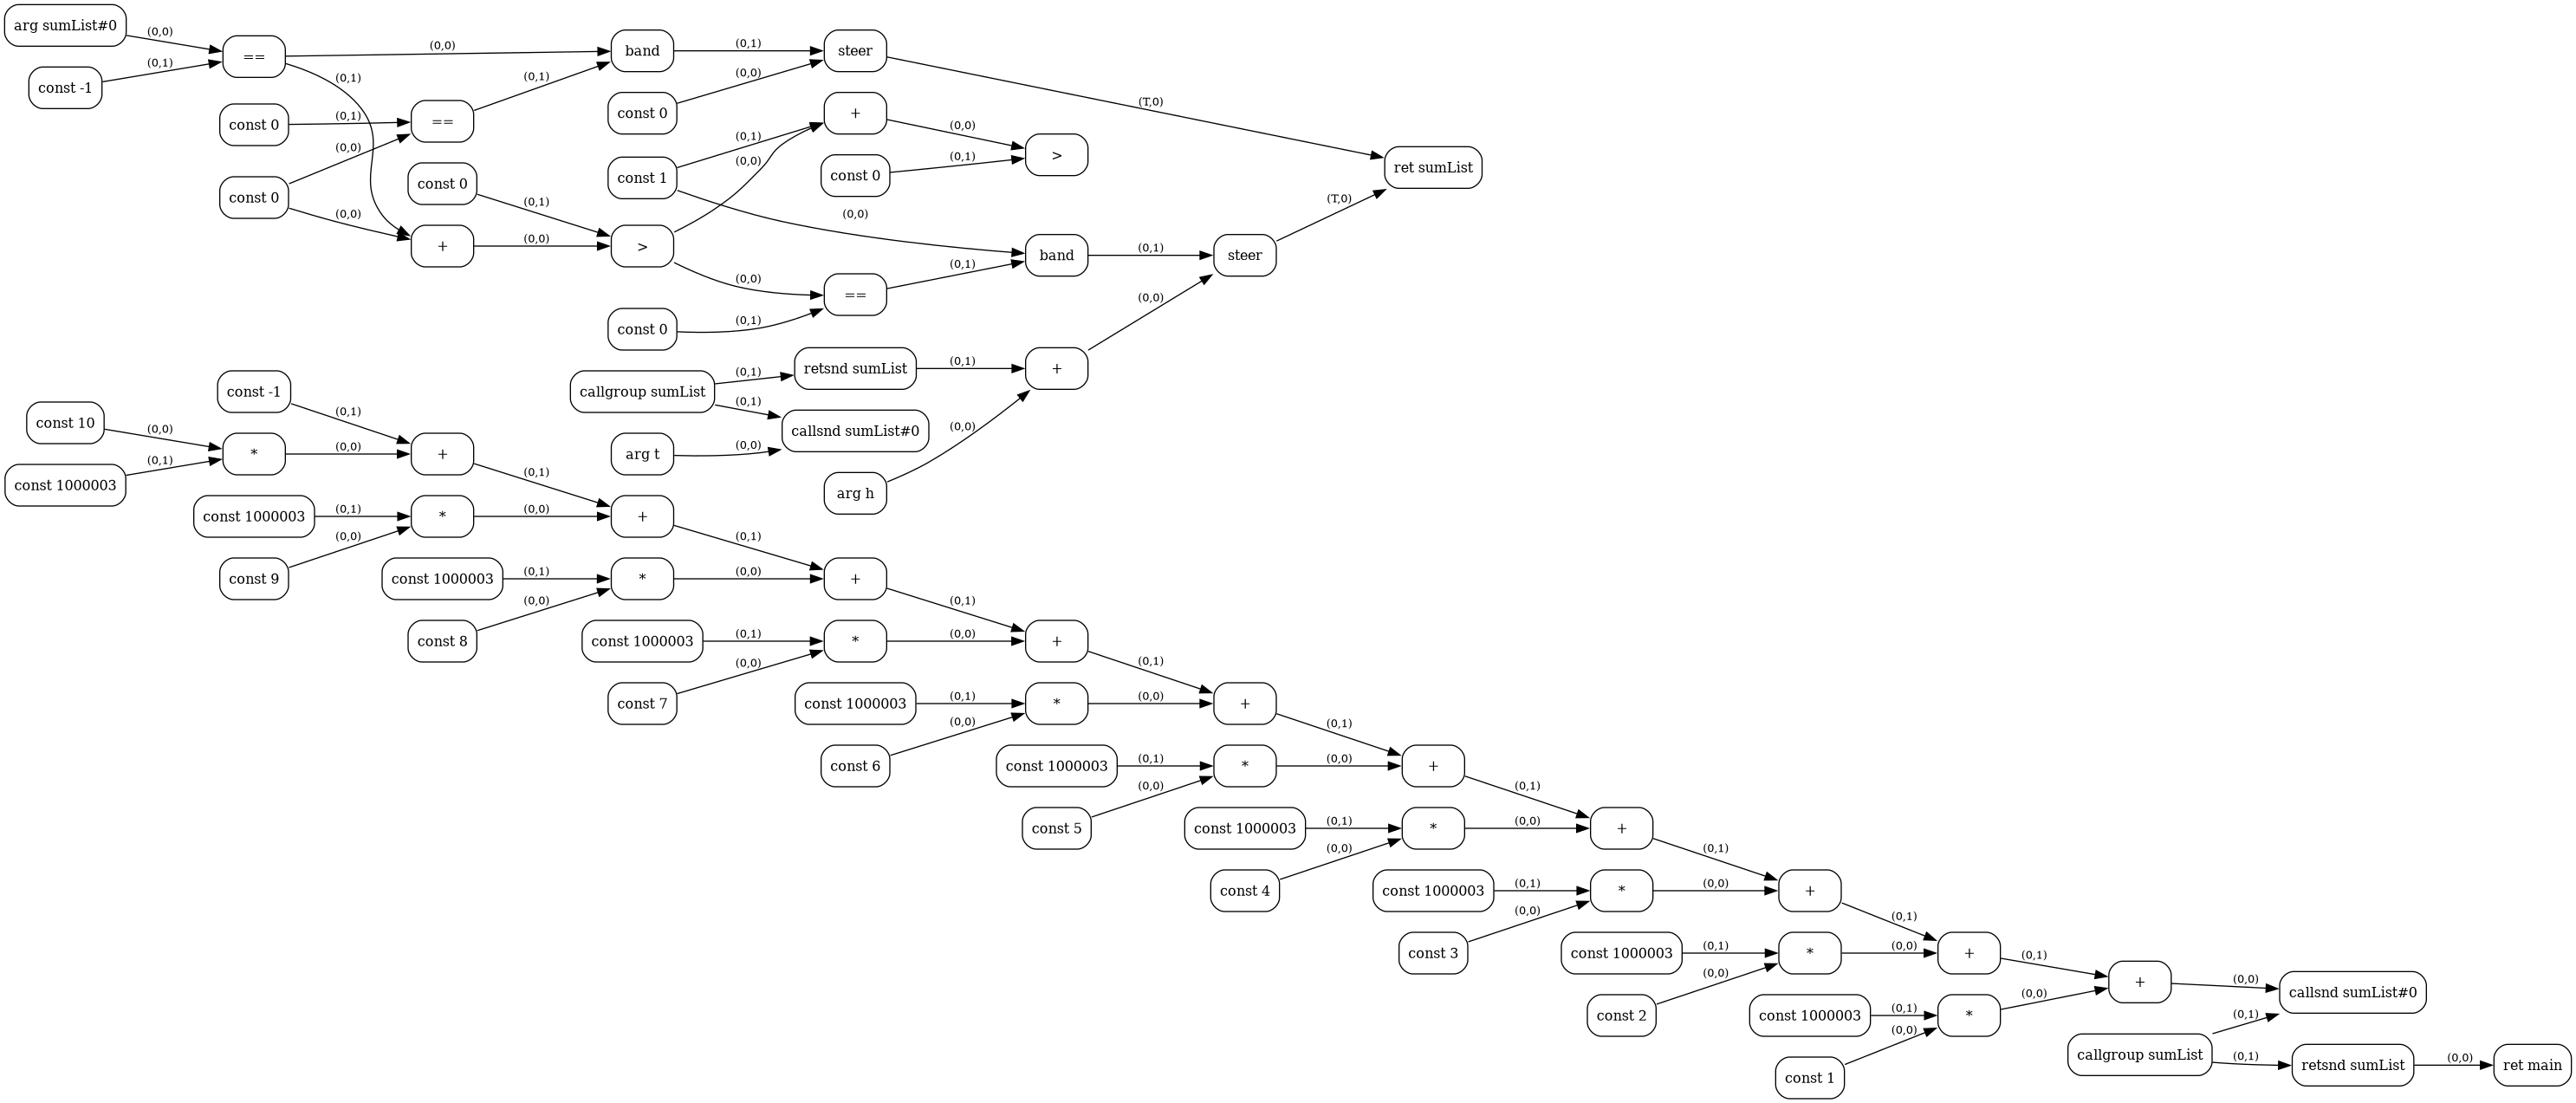 arg sumList#0
(0,0)
const -1
(0,1)
==
(0,0)
(0,1)
const 0
(0,1)
const 0
(0,0)
(0,0)
==
(0,1)
const 0
(0,1)
+
(0,0)
band
(0,1)
const 0
(0,0)
steer
(T,0)
const 1
(0,1)
(0,0)
>
(0,0)
(0,0)
+
(0,0)
const 0
(0,1)
>
const 0
(0,1)
==
(0,1)
band
(0,1)
steer
(T,0)
ret sumList
callgroup sumList
(0,1)
(0,1)
retsnd sumList
(0,1)
arg t
(0,0)
callsnd sumList#0
arg h
(0,0)
+
(0,0)
const -1
(0,1)
const 10
(0,0)
const 1000003
(0,1)
*
(0,0)
+
(0,1)
const 1000003
(0,1)
const 9
(0,0)
*
(0,0)
+
(0,1)
const 1000003
(0,1)
const 8
(0,0)
*
(0,0)
+
(0,1)
const 1000003
(0,1)
const 7
(0,0)
*
(0,0)
+
(0,1)
const 1000003
(0,1)
const 6
(0,0)
*
(0,0)
+
(0,1)
const 1000003
(0,1)
const 5
(0,0)
*
(0,0)
+
(0,1)
const 1000003
(0,1)
const 4
(0,0)
*
(0,0)
+
(0,1)
const 1000003
(0,1)
const 3
(0,0)
*
(0,0)
+
(0,1)
const 1000003
(0,1)
const 2
(0,0)
*
(0,0)
+
(0,1)
const 1000003
(0,1)
const 1
(0,0)
*
(0,0)
+
(0,0)
callsnd sumList#0
callgroup sumList
(0,1)
(0,1)
retsnd sumList
(0,0)
ret main